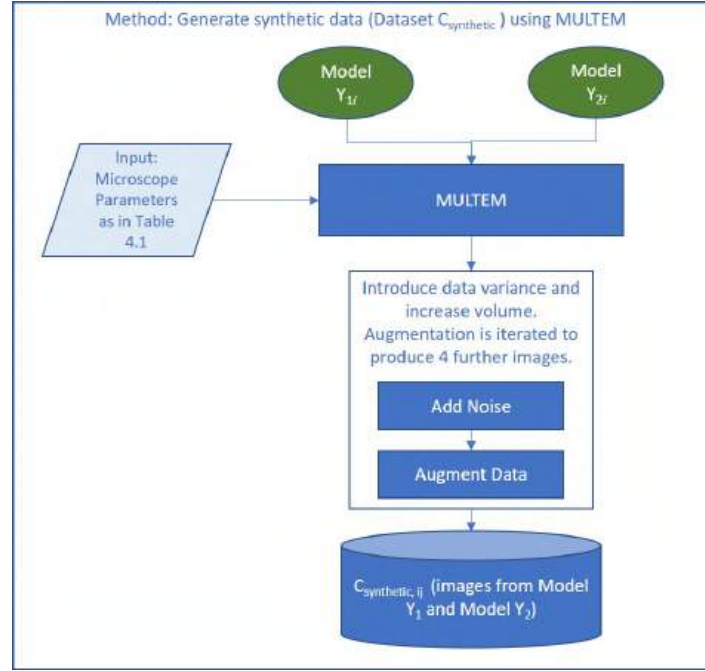 Method: Generate synthetic data (Dataset Csynthetic ) using MULTEM
Model
Y1i
Model
Y2i
Input:
Microscope
Parameters
as in Table
4.1
MULTEM
Introduce data variance and
increase volume.
Augmentation is iterated to
produce 4 further images.
Add Noise
Augment Data
Csynthetic, ij (images from Model
Y1 and Model Y2)